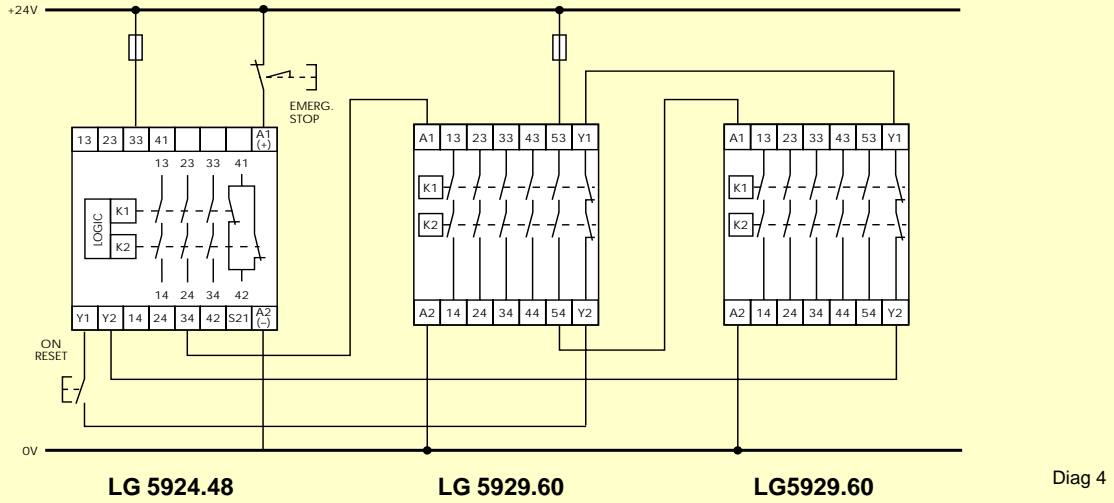 +24V
EMERG.
STOP
13 23 33 41 A1
(+)
13 23 33 41
LOGIC
K1
K2
14 24 34 42
Y1 Y2 14 24 34 42 S21 A2
(–)
ON
RESET
A1 13 23 33 43 53 Y1
K1
K2
A2 14 24 34 44 54 Y2
A1 13 23 33 43 53 Y1
K1
K2
A2 14 24 34 44 54 Y2
0V
LG 5924.48
LG 5929.60
LG5929.60
Diag 4